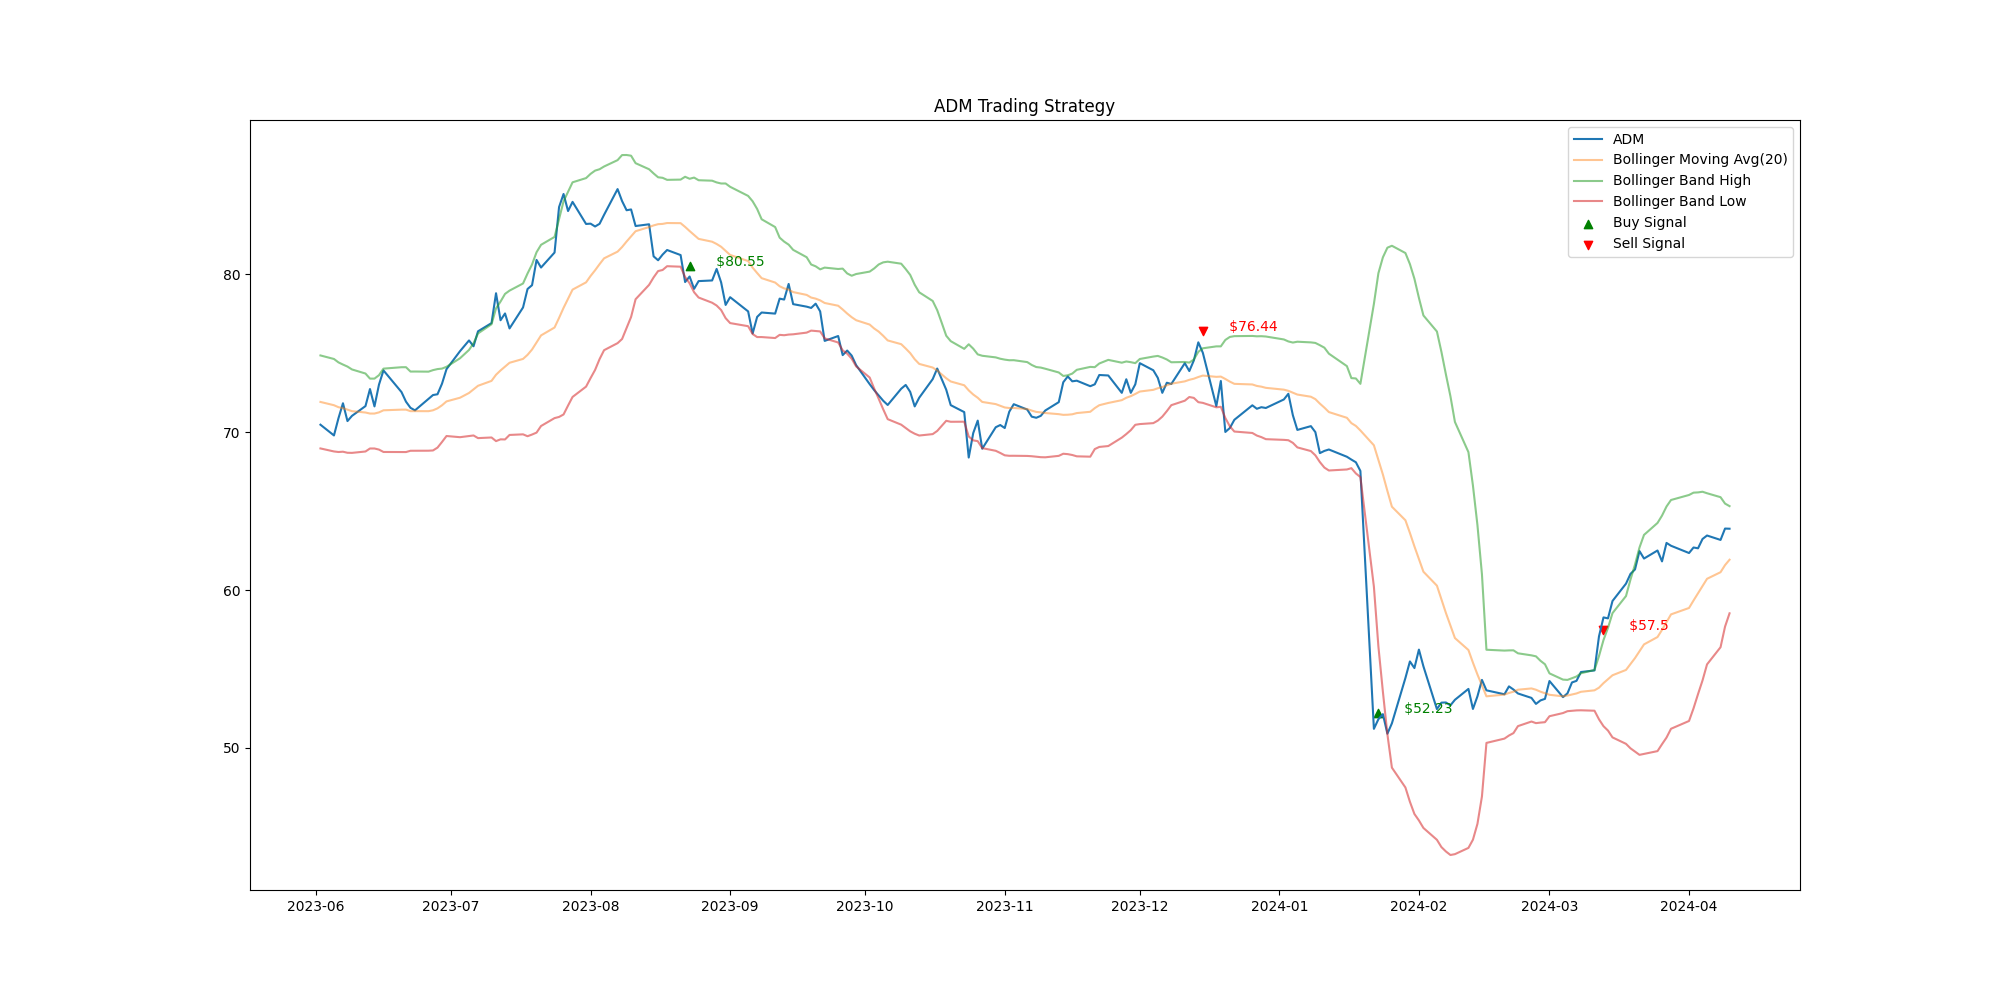 ADM Trading Strategy
ADM
Bollinger Moving Avg(20)
Bollinger Band High
Bollinger Band Low
Buy Signal
Sell Signal
$80.55
$76.44
$57.5
$52.23
80
70
60
50
2023-06
2023-07
2023-08
2023-09
2023-10
2023-11
2023-12
2024-01
2024-02
2024-03
2024-04